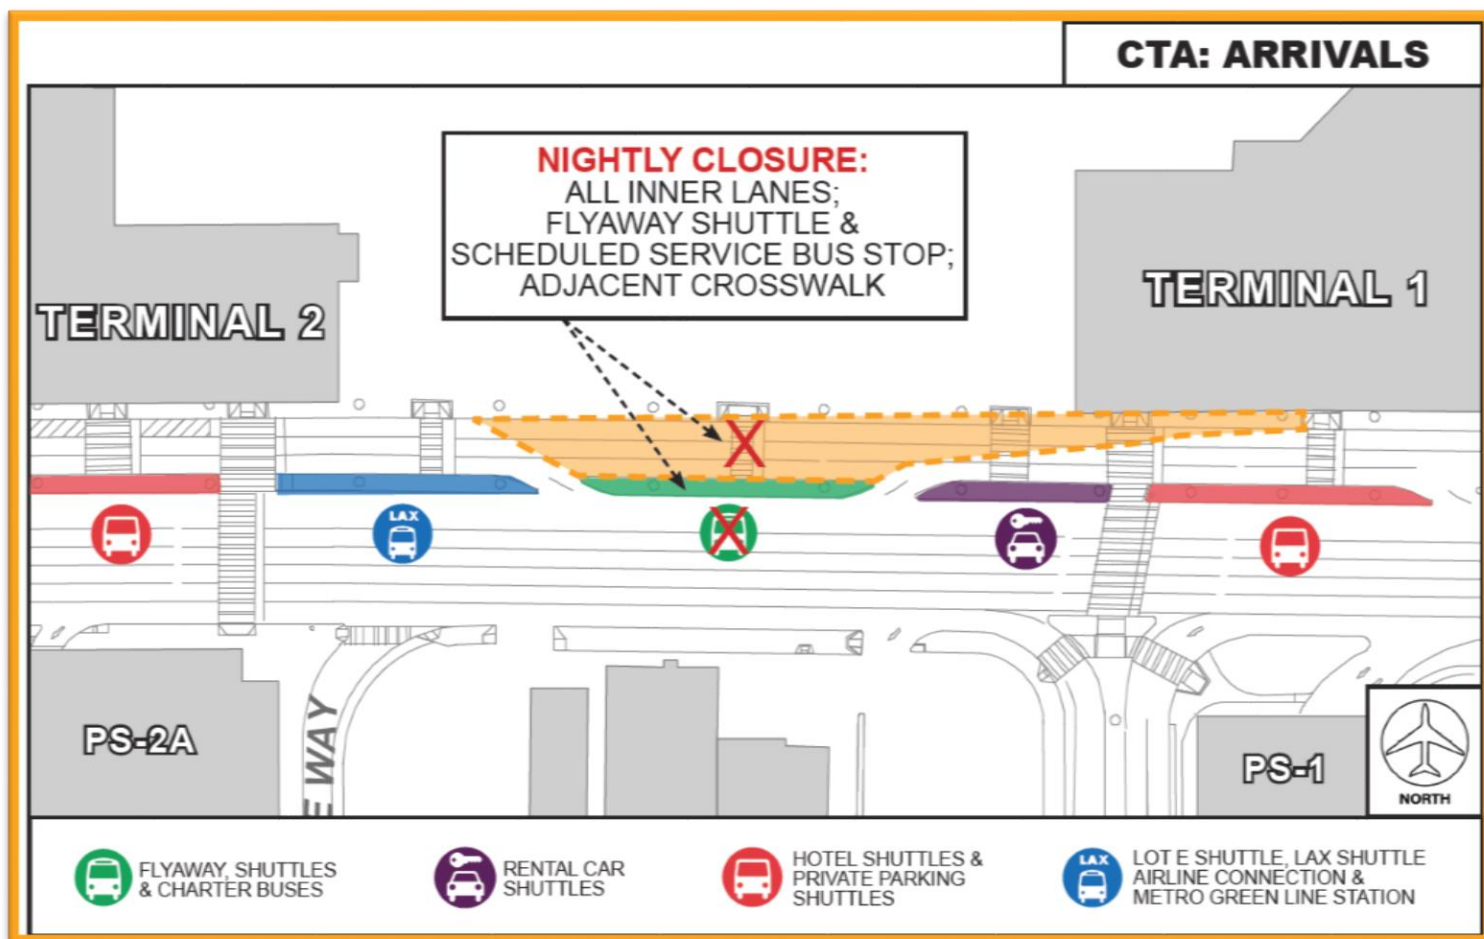 CTA: ARRIVALS
NIGHTLY CLOSURE:
ALL INNER LANES;
FLYAWAY SHUTTLE &
SCHEDULED SERVICE BUS STOP;
ADJACENT CROSSWALK
TERMINAL 2
TERMINAL 1
LAX
PS-2A
E WAY
PS-1
NORTH
FLYAWAY, SHUTTLES
& CHARTER BUSES
RENTAL CAR
SHUTTLES
HOTEL SHUTTLES &
PRIVATE PARKING
SHUTTLES
LAX
LOT E SHUTTLE, LAX SHUTTLE
AIRLINE CONNECTION &
METRO GREEN LINE STATION